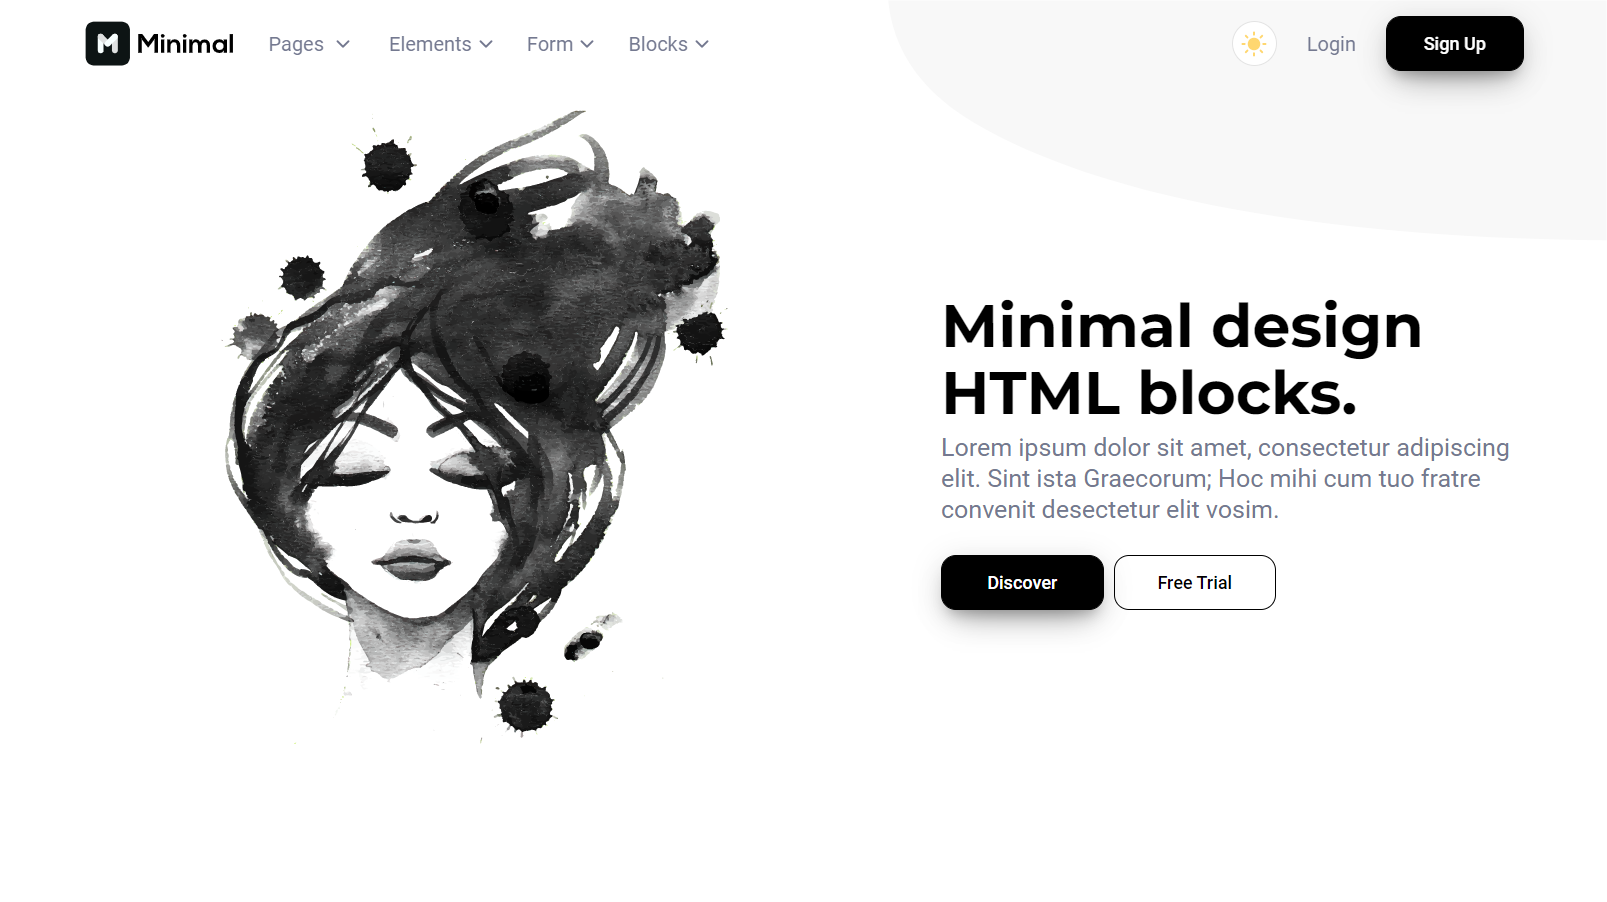 M Minimal Pages Elements Form Blocks Login Sign Up
Minimal design
HTML blocks.
Lorem ipsum dolor sit amet, consectetur adipiscing
elit. Sint ista Graecorum; Hoc mihi cum tuo fratre
convenit desectetur elit vosim.
Discover Free Trial